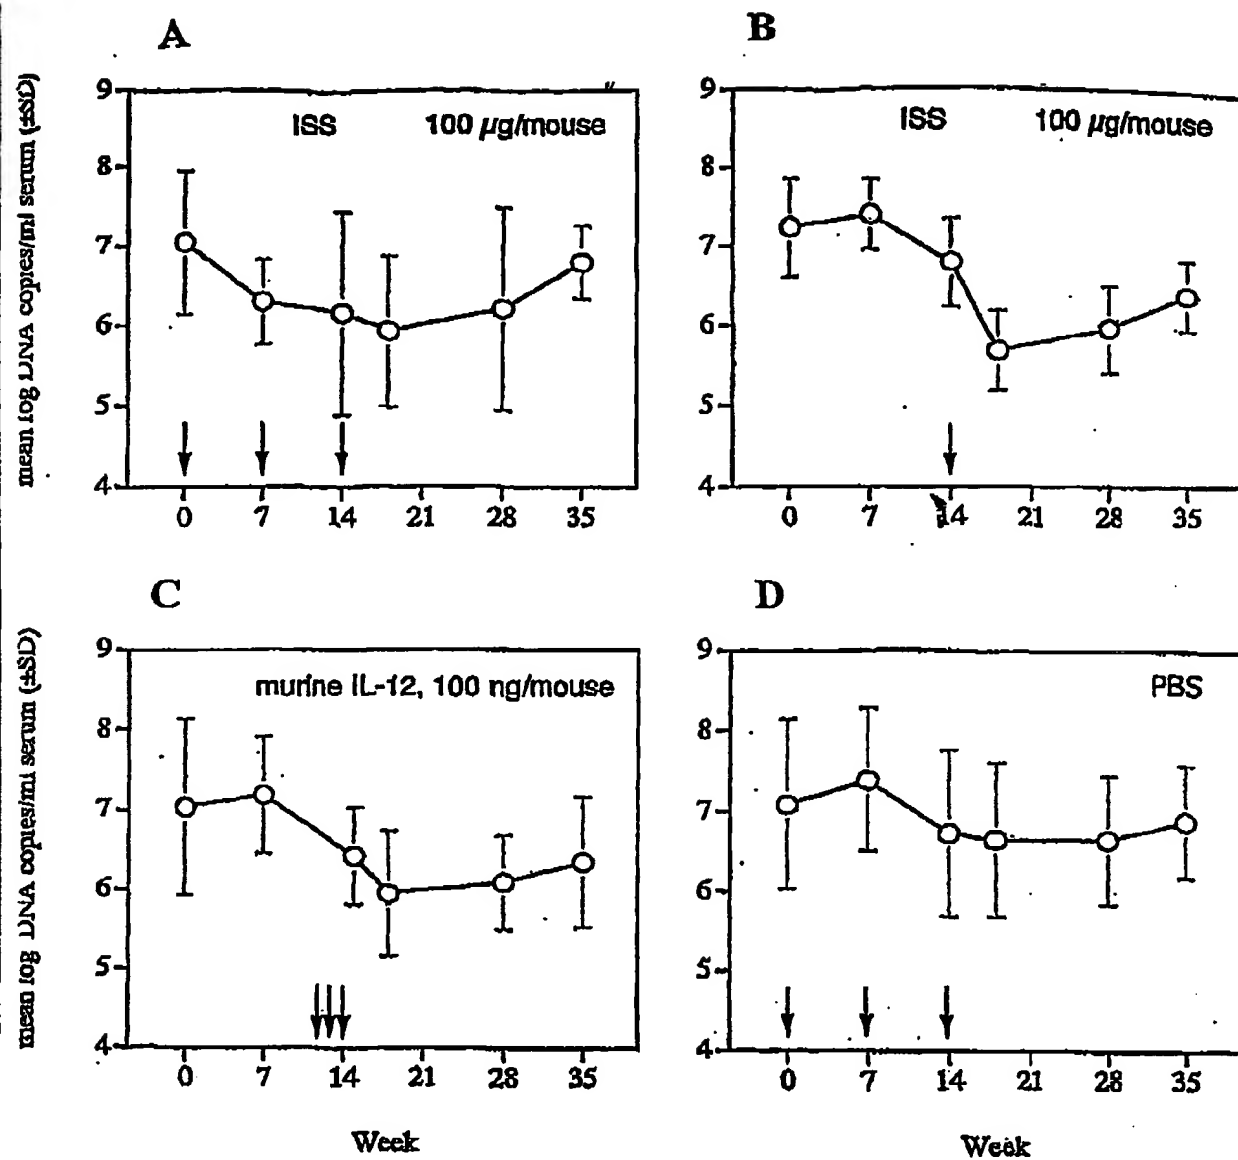 A
B
mean log DNA copies/ml serum (±SD)
9
8
7
6
5
4
ISS 100 µg/mouse
0 7 14 21 28 35
9
8
7
6
5
4
ISS 100 µg/mouse
0 7 14 21 28 35
C
D
mean log DNA copies/ml serum (±SD)
9
8
7
6
5
4
murine IL-12, 100 ng/mouse
0 7 14 21 28 35
Week
9
8
7
6
5
4
PBS
0 7 14 21 28 35
Week